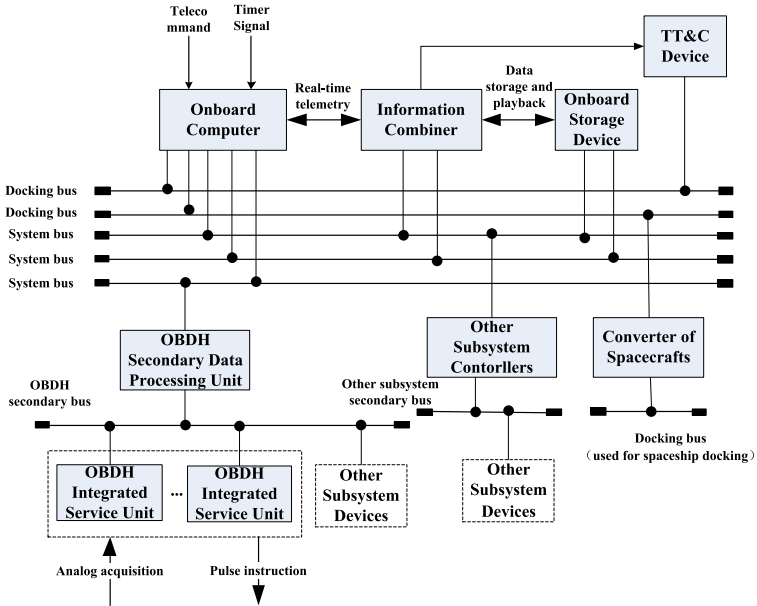 Teleco
mmand
Timer
Signal
TT&C
Device
Onboard
Computer
Real-time
telemetry
Information
Combiner
Data
storage and
playback
Onboard
Storage
Device
Docking bus
Docking bus
System bus
System bus
System bus
OBDH
Secondary Data
Processing Unit
Other
Subsystem
Contorllers
Converter of
Spacecrafts
OBDH
secondary bus
Other subsystem
secondary bus
Docking bus
（used for spaceship docking）
OBDH
Integrated
Service Unit
...
OBDH
Integrated
Service Unit
Other
Subsystem
Devices
Other
Subsystem
Devices
Analog acquisition
Pulse instruction